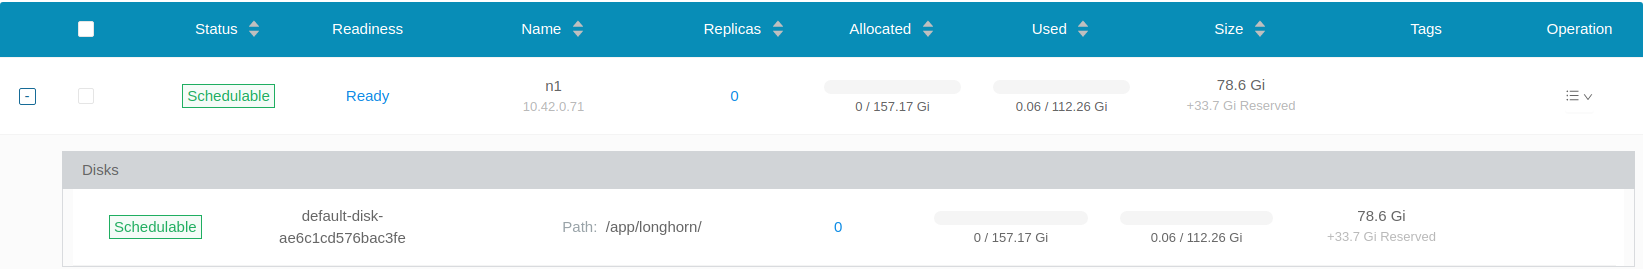 Status Readiness Name Replicas Allocated Used Size Tags Operation
- Schedulable Ready n1 0 78.6 Gi
10.42.0.71 0 / 157.17 Gi 0.06 / 112.26 Gi +33.7 Gi Reserved
Disks
Schedulable default-disk- Path: /app/longhorn/ 0 78.6 Gi
ae6c1cd576bac3fe 0 / 157.17 Gi 0.06 / 112.26 Gi +33.7 Gi Reserved